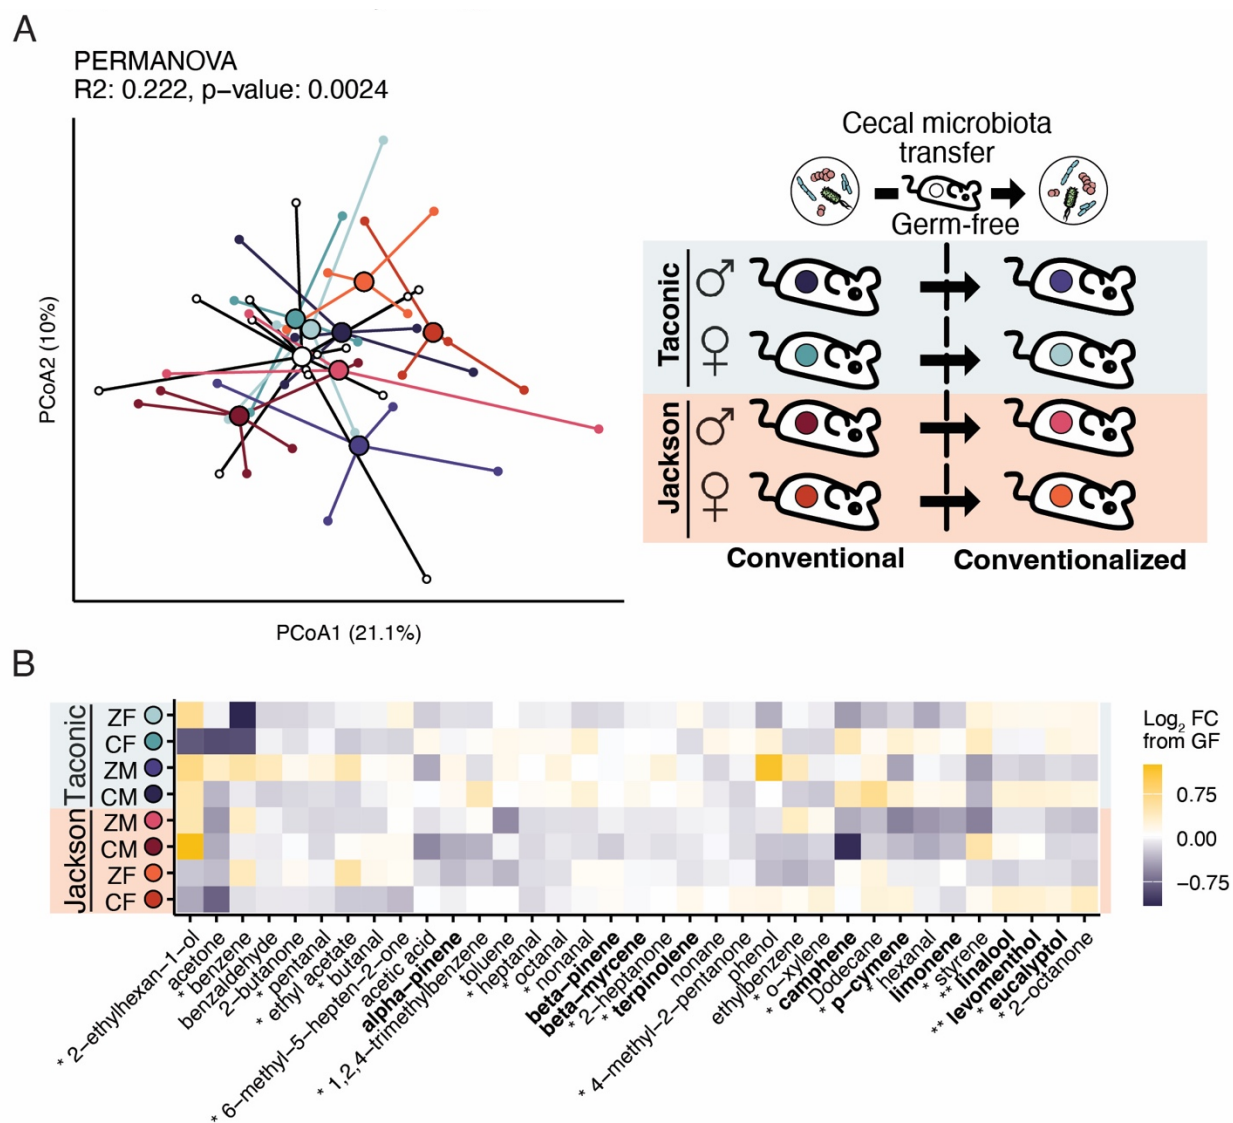 A
PERMANOVA
R2: 0.222, p−value: 0.0024
PCoA2 (10%)
PCoA1 (21.1%)
Cecal microbiota
transfer
Germ-free
Taconic
♂
♀
Jackson
♂
♀
Conventional
Conventionalized
B
Taconic
ZF
CF
ZM
CM
Jackson
ZM
CM
ZF
CF
Log2 FC
from GF
0.75
0.00
−0.75
* 2−ethylhexan−1−ol
acetone
* benzene
benzaldehyde
2−butanone
* pentanal
* ethyl acetate
* butanal
* 6−methyl−5−hepten−2−one
acetic acid
alpha−pinene
* 1,2,4−trimethylbenzene
toluene
* heptanal
* octanal
* nonanal
beta−pinene
beta−myrcene
* 2−heptanone
* terpinolene
nonane
* 4−methyl−2−pentanone
phenol
ethylbenzene
* o−xylene
* camphene
* Dodecane
* p−cymene
* hexanal
limonene
* styrene
** linalool
** levomenthol
* eucalyptol
* 2−octanone